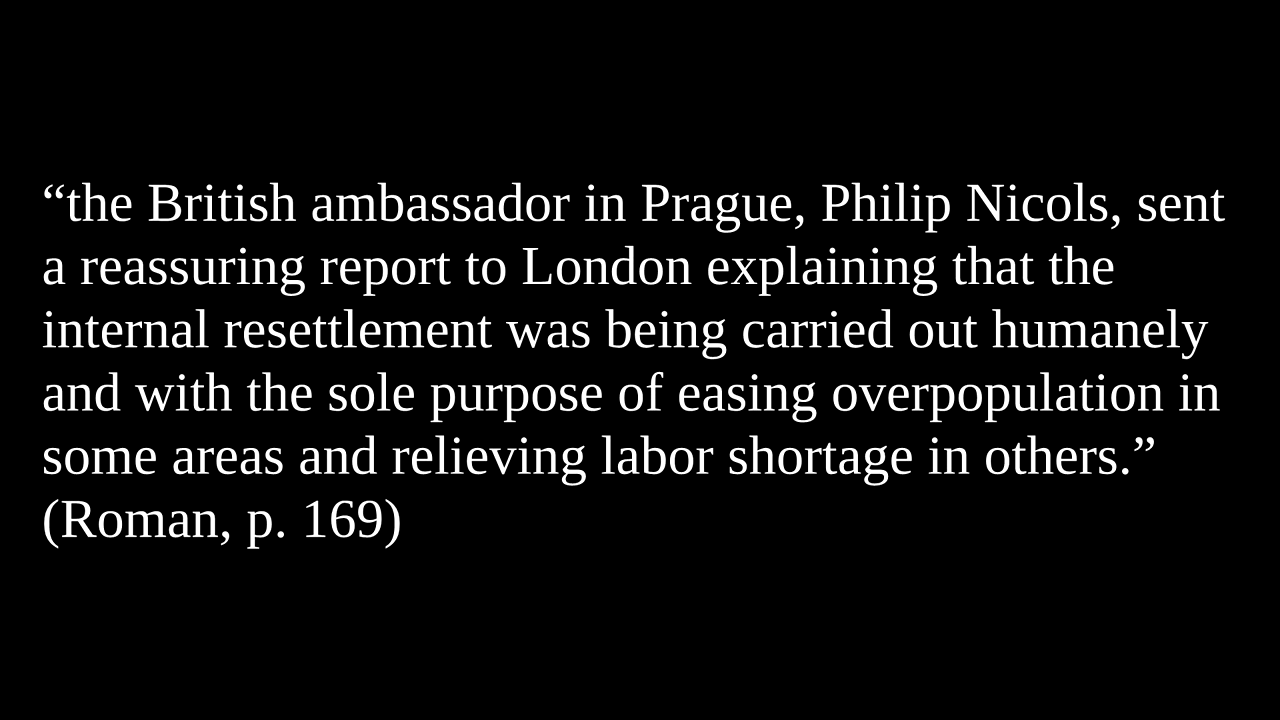 “the British ambassador in Prague, Philip Nicols, sent
a reassuring report to London explaining that the
internal resettlement was being carried out humanely
and with the sole purpose of easing overpopulation in
some areas and relieving labor shortage in others.”
(Roman, p. 169)